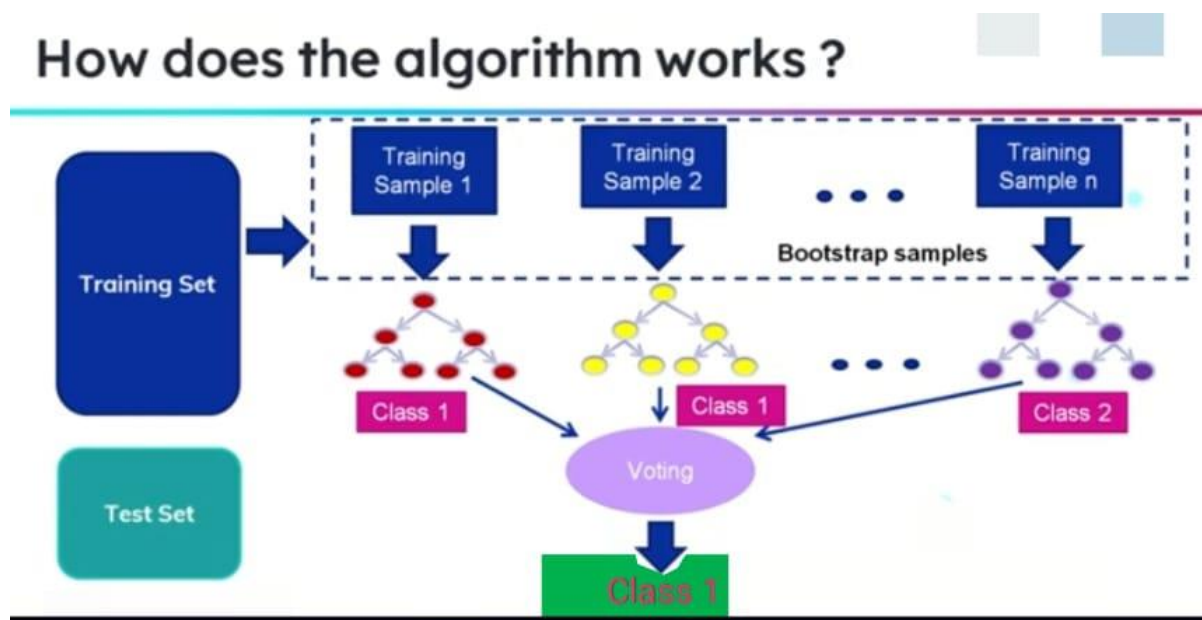 How does the algorithm works ?
Training
Sample 1
Training
Sample 2
Training
Sample n
Bootstrap samples
Training Set
Class 1
Class 1
Class 2
Voting
Test Set
Class 1